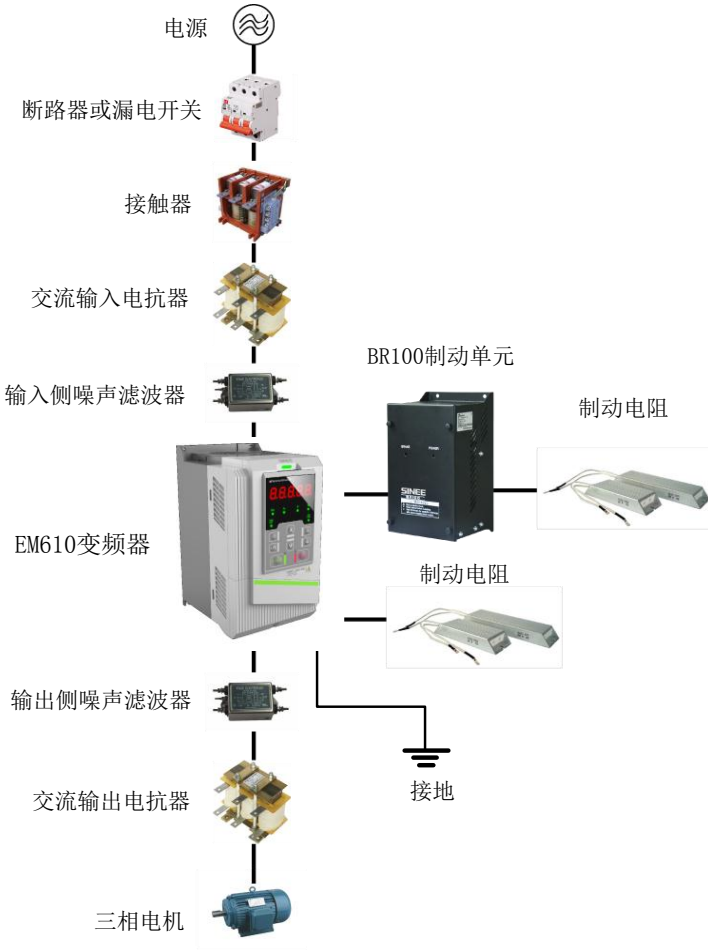 电源
断路器或漏电开关
接触器
交流输入电抗器
BR100制动单元
输入侧噪声滤波器
制动电阻
SINEE
EM610变频器
制动电阻
输出侧噪声滤波器
接地
交流输出电抗器
三相电机